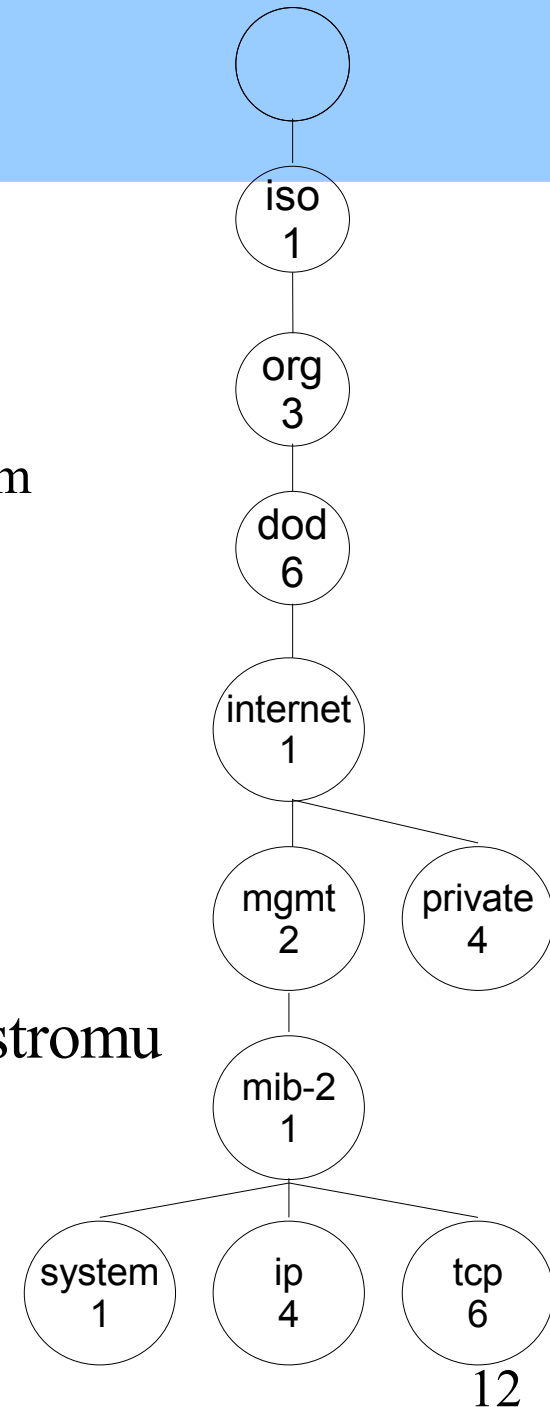 iso
1
org
3
m
dod
6
internet
1
mgmt
2
private
4
stromu
mib-2
1
system
1
ip
4
tcp
6
12